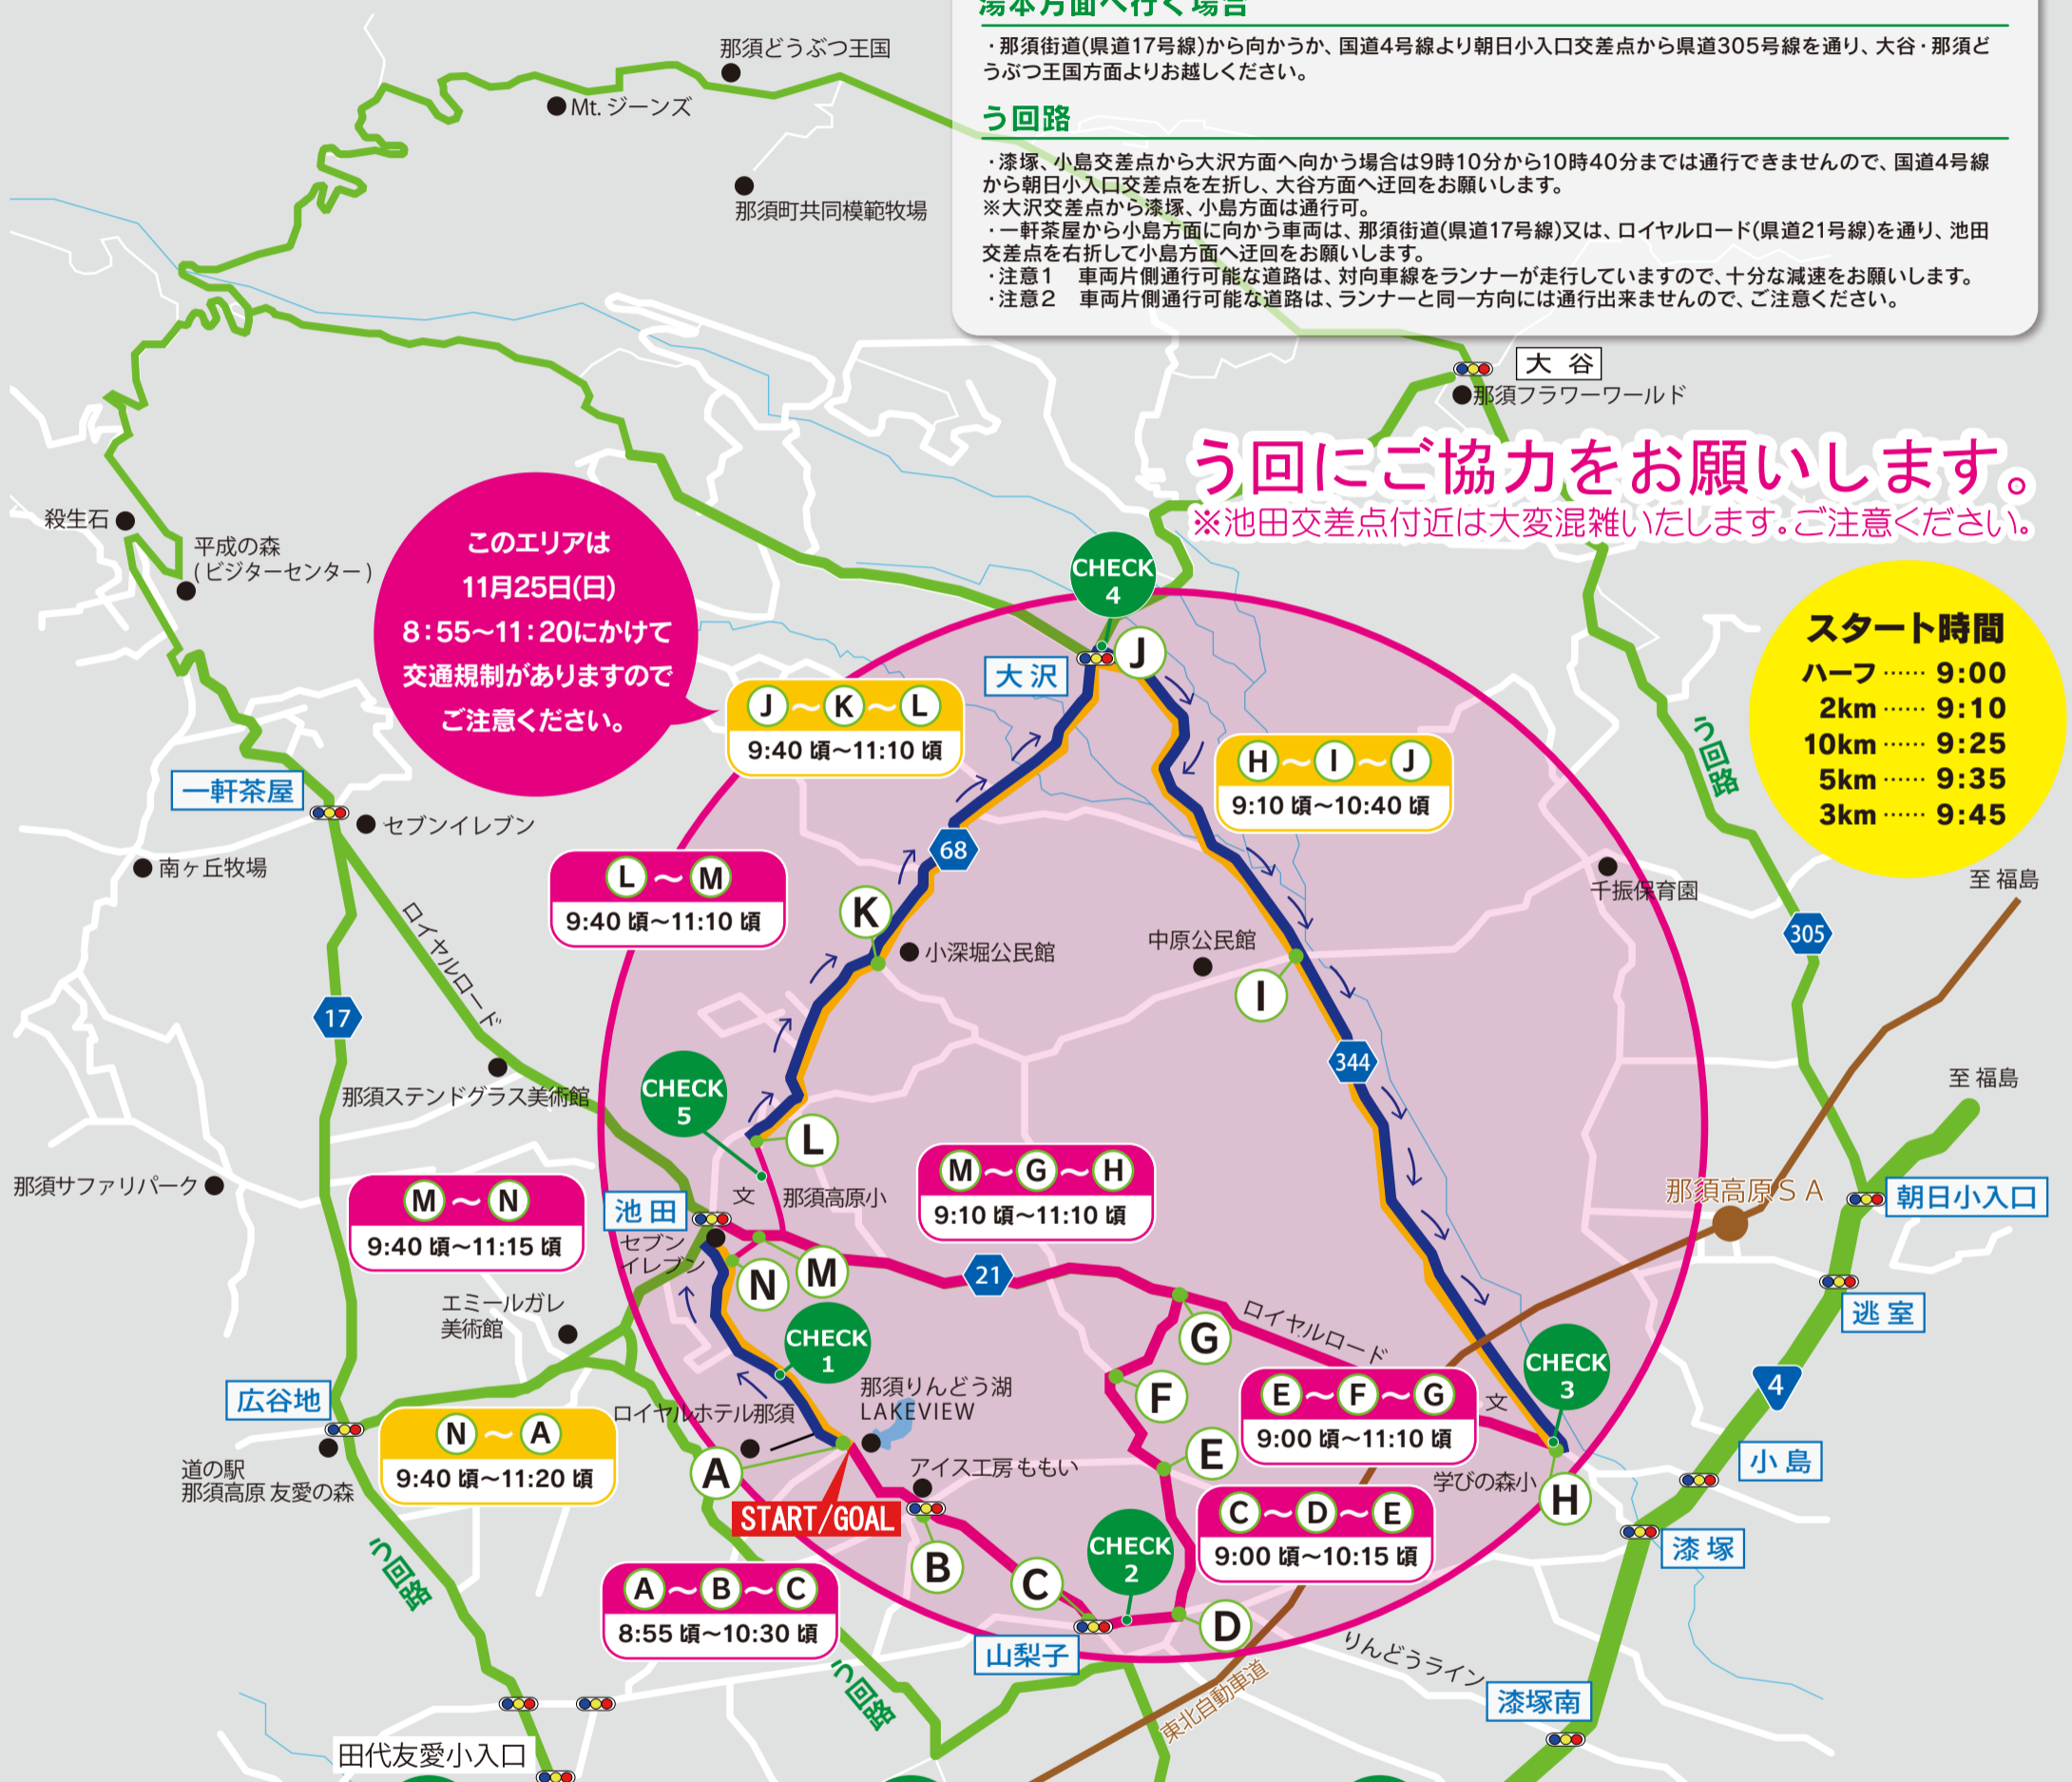 湯本方面へ行く場合
・那須街道(県道17号線)から向かうか、国道4号線より朝日小入口交差点から県道305号線を通り、大谷・那須ど
うぶつ王国方面よりお越しください。
う回路
・漆塚、小島交差点から大沢方面へ向かう場合は9時10分から10時40分までは通行できませんので、国道4号線
から朝日小入口交差点を左折し、大谷方面へ迂回をお願いします。
※大沢交差点から漆塚、小島方面は通行可。
・一軒茶屋から小島方面に向かう車両は、那須街道(県道17号線)又は、ロイヤルロード(県道21号線)を通り、池田
交差点を右折して小島方面へ迂回をお願いします。
・注意1 車両片側通行可能な道路は、対向車線をランナーが走行していますので、十分な減速をお願いします。
・注意2 車両片側通行可能な道路は、ランナーと同一方向には通行出来ませんので、ご注意ください。
那須どうぶつ王国
Mt. ジーンズ
那須町共同模範牧場
大 谷
那須フラワーワールド
う回にご協力をお願いします。
※池田交差点付近は大変混雑いたします。ご注意ください。
殺生石
平成の森
(ビジターセンター)
このエリアは
11月25日(日)
8:55〜11:20にかけて
交通規制がありますので
ご注意ください。
スタート時間
ハーフ …… 9:00
2km …… 9:10
10km …… 9:25
5km …… 9:35
3km …… 9:45
CHECK
4
J
大 沢
J〜K〜L
9:40 頃〜11:10 頃
H〜I〜J
9:10 頃〜10:40 頃
う回路
一軒茶屋
セブンイレブン
南ヶ丘牧場
68
L〜M
9:40 頃〜11:10 頃
K
小深堀公民館
中原公民館
I
千振保育園
至 福島
305
ロイヤルロード
17
344
那須ステンドグラス美術館
CHECK
5
L
至 福島
那須サファリパーク
M〜N
9:40 頃〜11:15 頃
池 田
文
那須高原小
M〜G〜H
9:10 頃〜11:10 頃
那須高原SA
朝日小入口
セブン
イレブン
N
M
21
エミールガレ
美術館
CHECK
1
G
ロイヤルロード
逃 室
F
E〜F〜G
9:00 頃〜11:10 頃
文
CHECK
3
4
広谷地
ロイヤルホテル那須
那須りんどう湖
LAKEVIEW
N〜A
9:40 頃〜11:20 頃
道の駅
那須高原 友愛の森
A
アイス工房 ももい
E
学びの森小
H
小 島
START/GOAL
C〜D〜E
9:00 頃〜10:15 頃
漆 塚
B
C
CHECK
2
D
う回路
A〜B〜C
8:55 頃〜10:30 頃
山梨子
りんどうライン
漆塚南
う回路
東北自動車道
田代友愛小入口